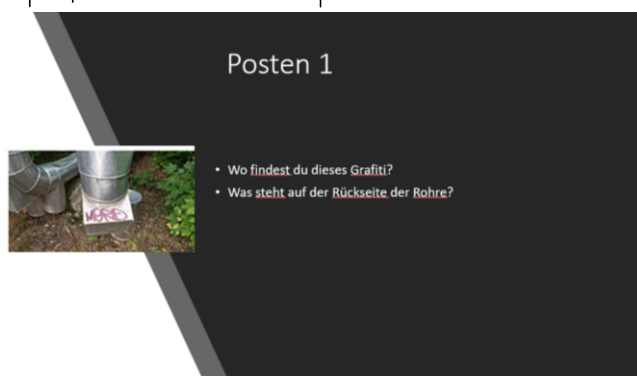 Posten 1
• Wo findest du dieses Grafiti?
• Was steht auf der Rückseite der Rohre?